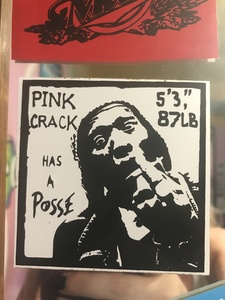 PINK
CRACK
HAS
A
POSSE
5'3,"
87LB